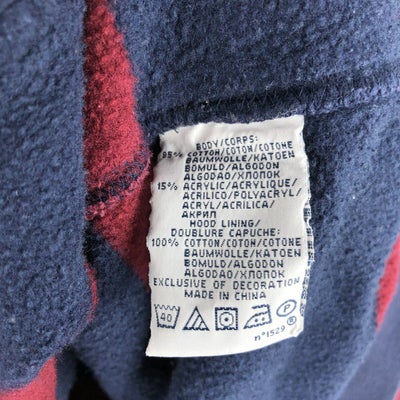 BODY/CORPS:
85% COTTON/COTON/COTONE
BAUMWOLLE/KATOEN
BOMULD/ALGODON
ALGODAO/ХЛОПОК
15% ACRYLIC/ACRYLIQUE/
ACRILICO/POLYACRYL/
ACRYL/ACRILICA/
АКРИЛ
HOOD LINING/
DOUBLURE CAPUCHE:
100% COTTON/COTON/COTONE
BAUMWOLLE/KATOEN
BOMULD/ALGODON
ALGODAO/ХЛОПОК
EXCLUSIVE OF DECORATION
MADE IN CHINA
40
n°1529 ®